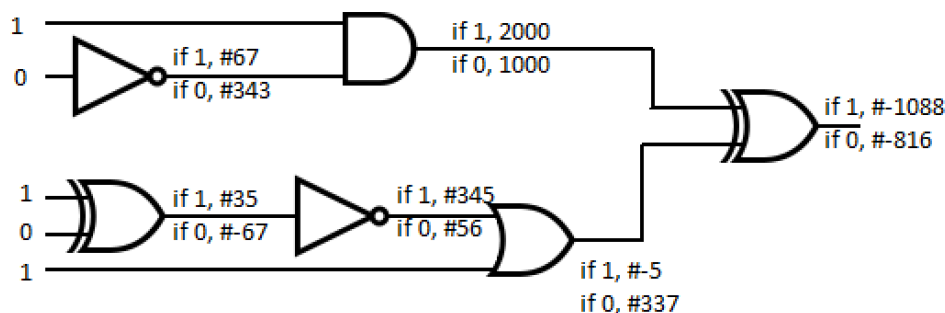 1
if 1, #67
if 1, 2000
0
if 0, #343
if 0, 1000
if 1, #-1088
if 0, #-816
1
if 1, #35
if 1, #345
0
if 0, #-67
if 0, #56
1
if 1, #-5
if 0, #337